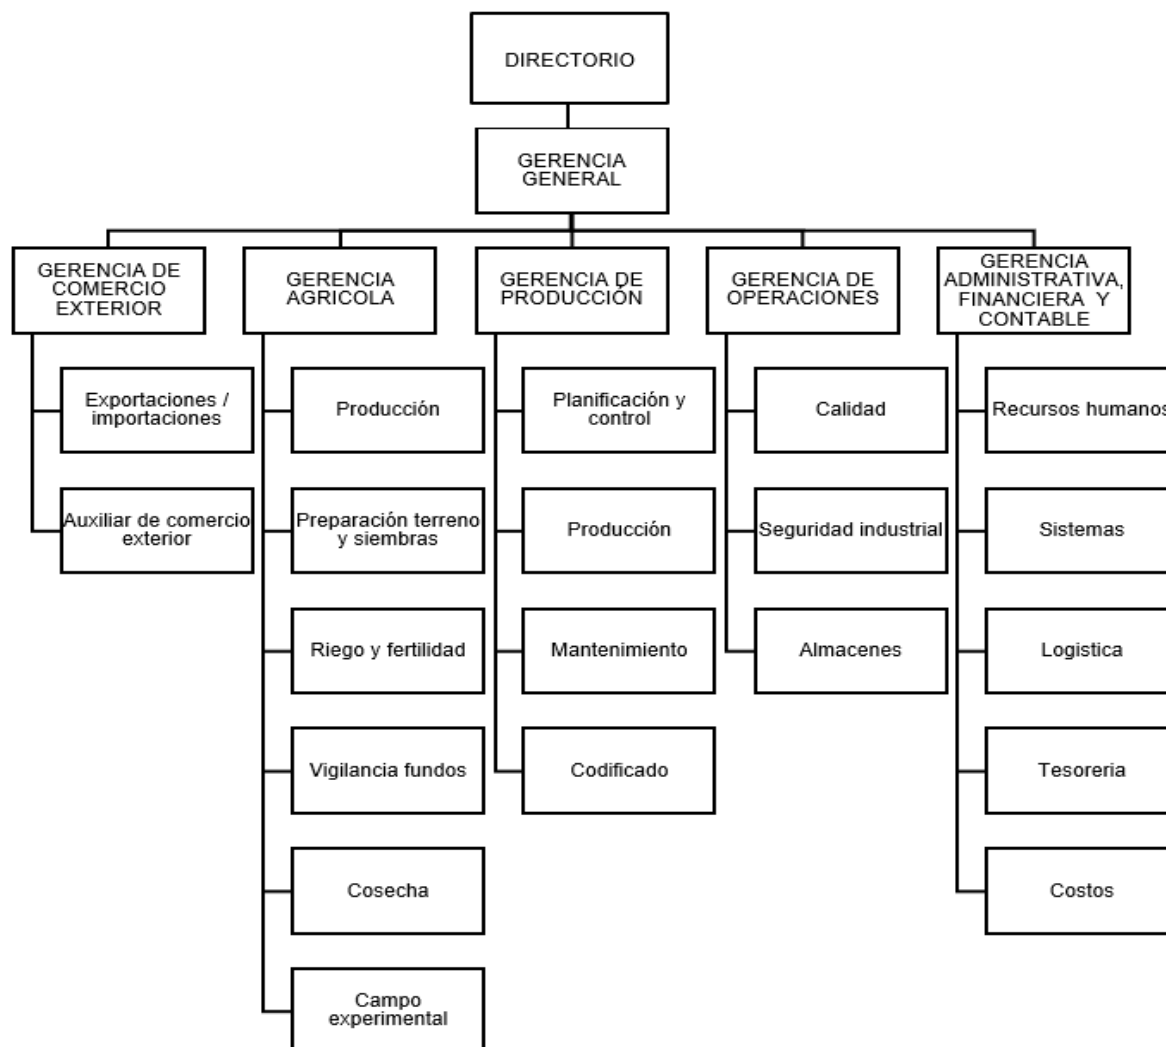 DIRECTORIO
GERENCIA
GENERAL
GERENCIA DE
COMERCIO
EXTERIOR
GERENCIA
AGRICOLA
GERENCIA DE
PRODUCCIÓN
GERENCIA DE
OPERACIONES
GERENCIA
ADMINISTRATIVA,
FINANCIERA Y
CONTABLE
Exportaciones /
importaciones
Auxiliar de comercio
exterior
Producción
Preparación terreno
y siembras
Riego y fertilidad
Vigilancia fundos
Cosecha
Campo
experimental
Planificación y
control
Producción
Mantenimiento
Codificado
Calidad
Seguridad industrial
Almacenes
Recursos humanos
Sistemas
Logistica
Tesoreria
Costos